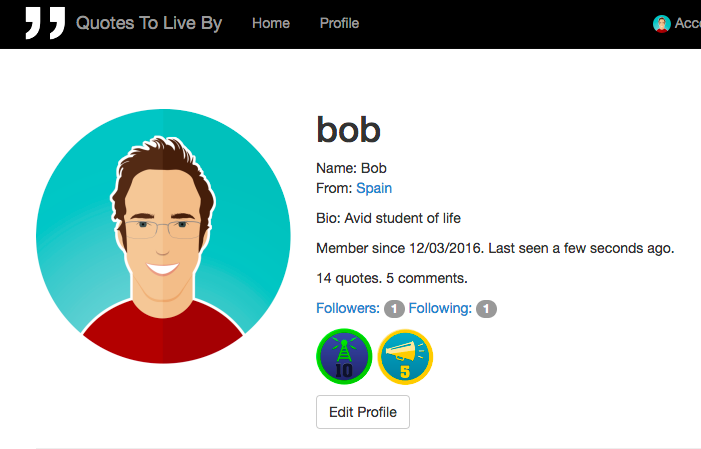 Quotes To Live By Home Profile
bob
Name: Bob
From: Spain
Bio: Avid student of life
Member since 12/03/2016. Last seen a few seconds ago.
14 quotes. 5 comments.
Followers: 1 Following: 1
10 5
Edit Profile